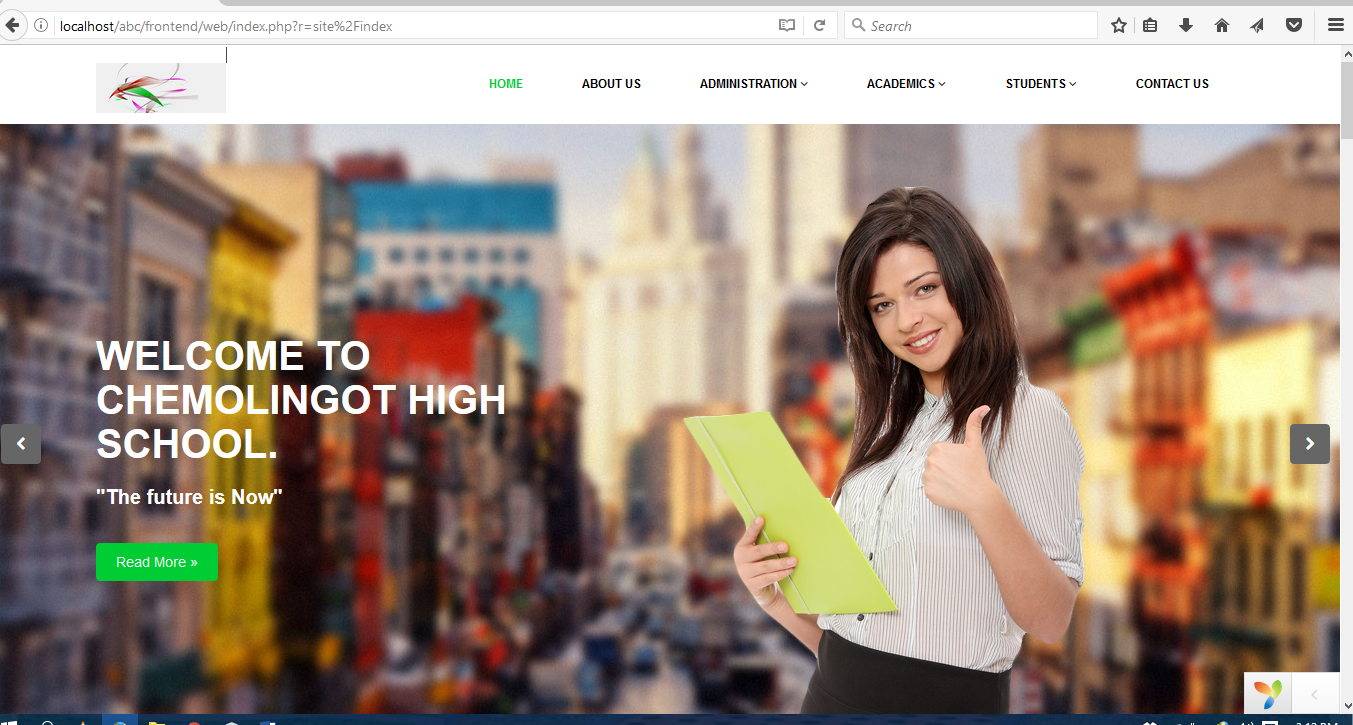 localhost/abc/frontend/web/index.php?r=site%2Findex
Search
HOME
ABOUT US
ADMINISTRATION
ACADEMICS
STUDENTS
CONTACT US
WELCOME TO
CHEMOLINGOT HIGH
SCHOOL.
"The future is Now"
Read More »